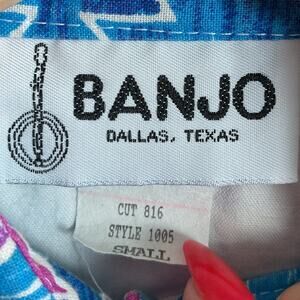 BANJO
DALLAS, TEXAS
CUT 816
STYLE 1005
SMALL